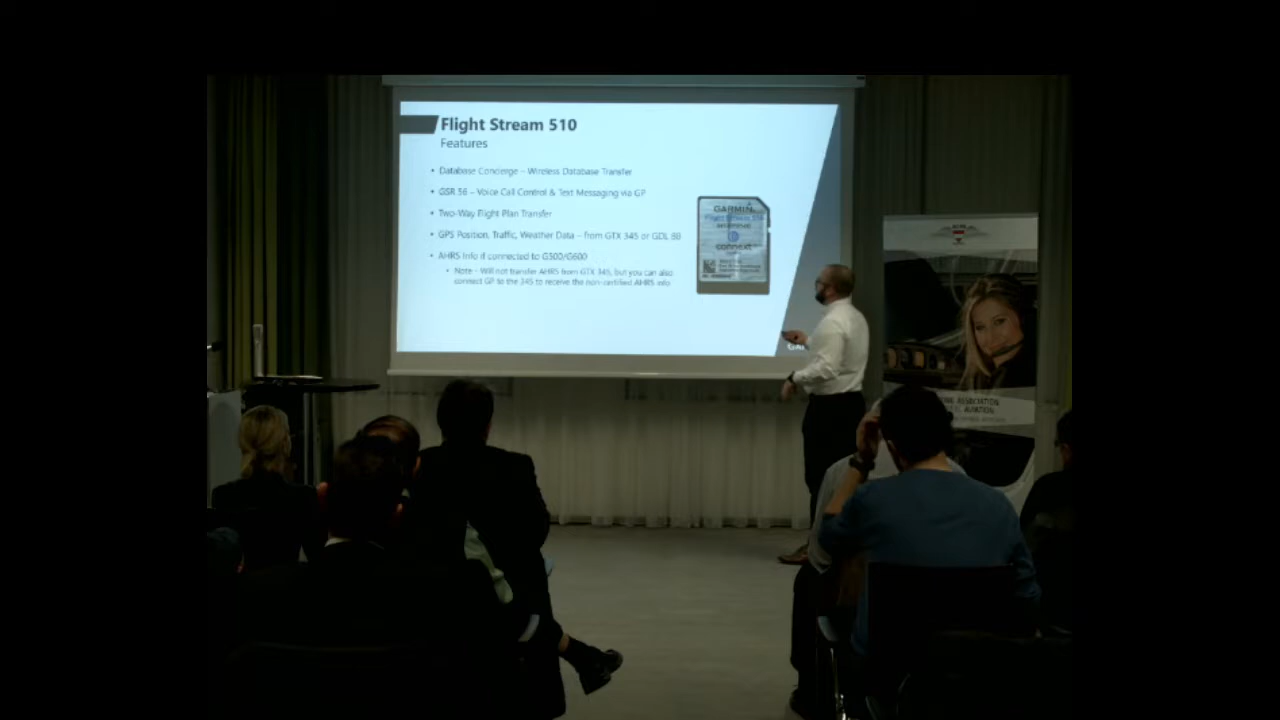 Flight Stream 510
Features
• Database Concierge – Wireless Database Transfer
• GSR 56 – Voice Call Control & Text Messaging via GP
• Two-Way Flight Plan Transfer
• GPS Position, Traffic, Weather Data – from GTX 345 or GDL 88
• AHRS Info if connected to G500/G600
• Note – Will not transfer AHRS from GTX 345, but you can also
connect GP to the 345 to receive the non-certified AHRS info
GARMIN
Flight Stream 510
connext
GAR
ASSOCIATION
AVIATION